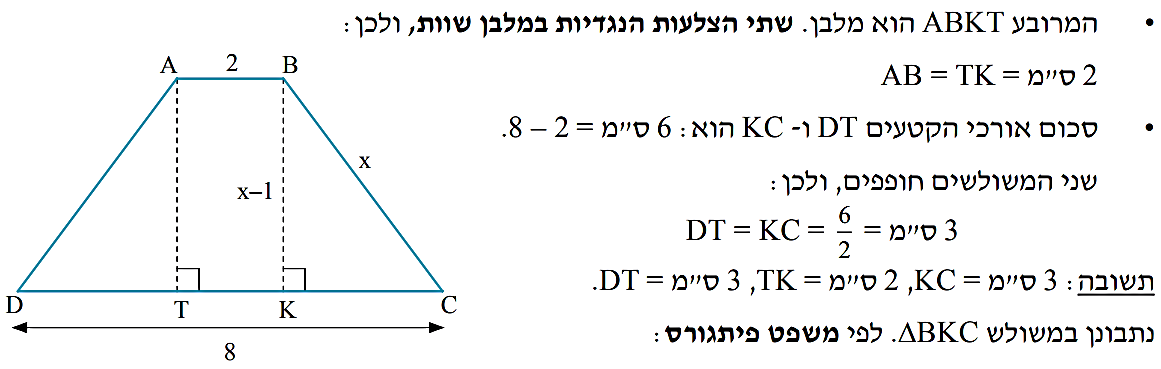 • המרובע ABKT הוא מלבן. שתי הצלעות הנגדיות במלבן שוות, ולכן:
AB = TK = 2 ס״מ
• סכום אורכי הקטעים DT ו- KC הוא: 8 – 2 = 6 ס״מ.
שני המשולשים חופפים, ולכן:
DT = KC = 6/2 = 3 ס״מ
תשובה: KC = 3 ס״מ, TK = 2 ס״מ, DT = 3 ס״מ.
נתבונן במשולש ΔBKC. לפי משפט פיתגורס:
A
2
B
x
x–1
D
T
K
C
8